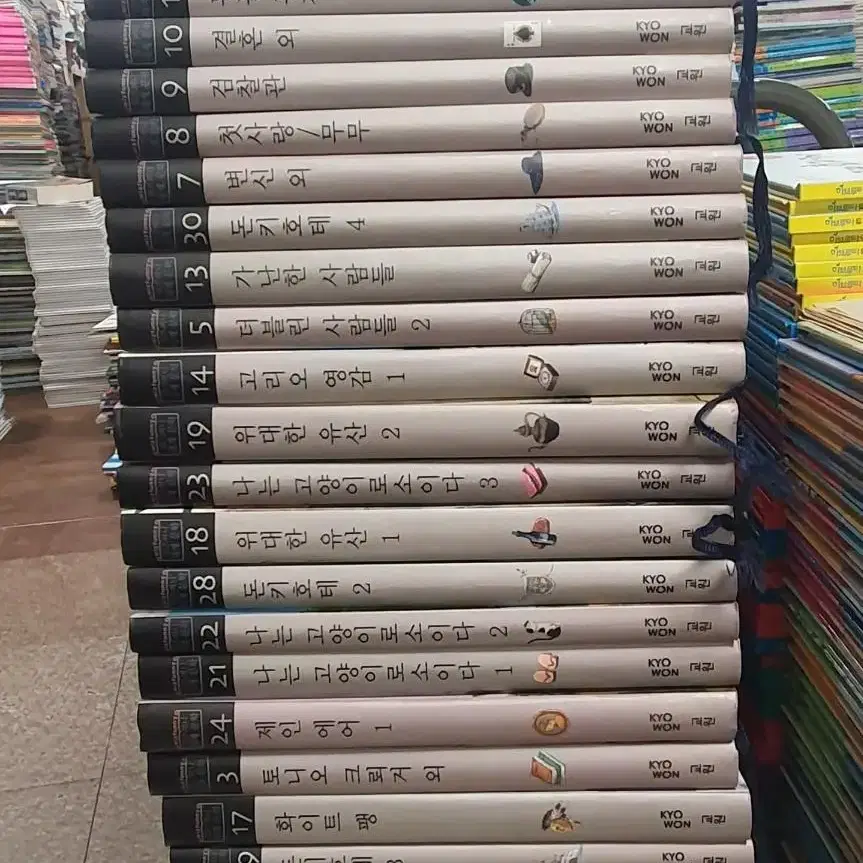 10 결혼 외 KYO WON 교원
9 검찰관 KYO WON 교원
8 첫사랑/무무 KYO WON 교원
7 변신 외 KYO WON 교원
30 돈키호테 4 KYO WON 교원
13 가난한 사람들 KYO WON 교원
5 더블린 사람들 2 KYO WON 교원
14 고리오 영감 1 KYO WON 교원
19 위대한 유산 2 KYO WON
23 나는 고양이로소이다 3 KYO WON 교원
18 위대한 유산 1 KYO WON 교원
28 돈키호테 2 KYO WON 교원
22 나는 고양이로소이다 2 KYO WON 교원
21 나는 고양이로소이다 1 KYO WON 교원
24 제인 에어 1 KYO WON 교원
3 토니오 크뢰거 외 KYO WON 교원
17 화이트 팽 KYO WON 교원